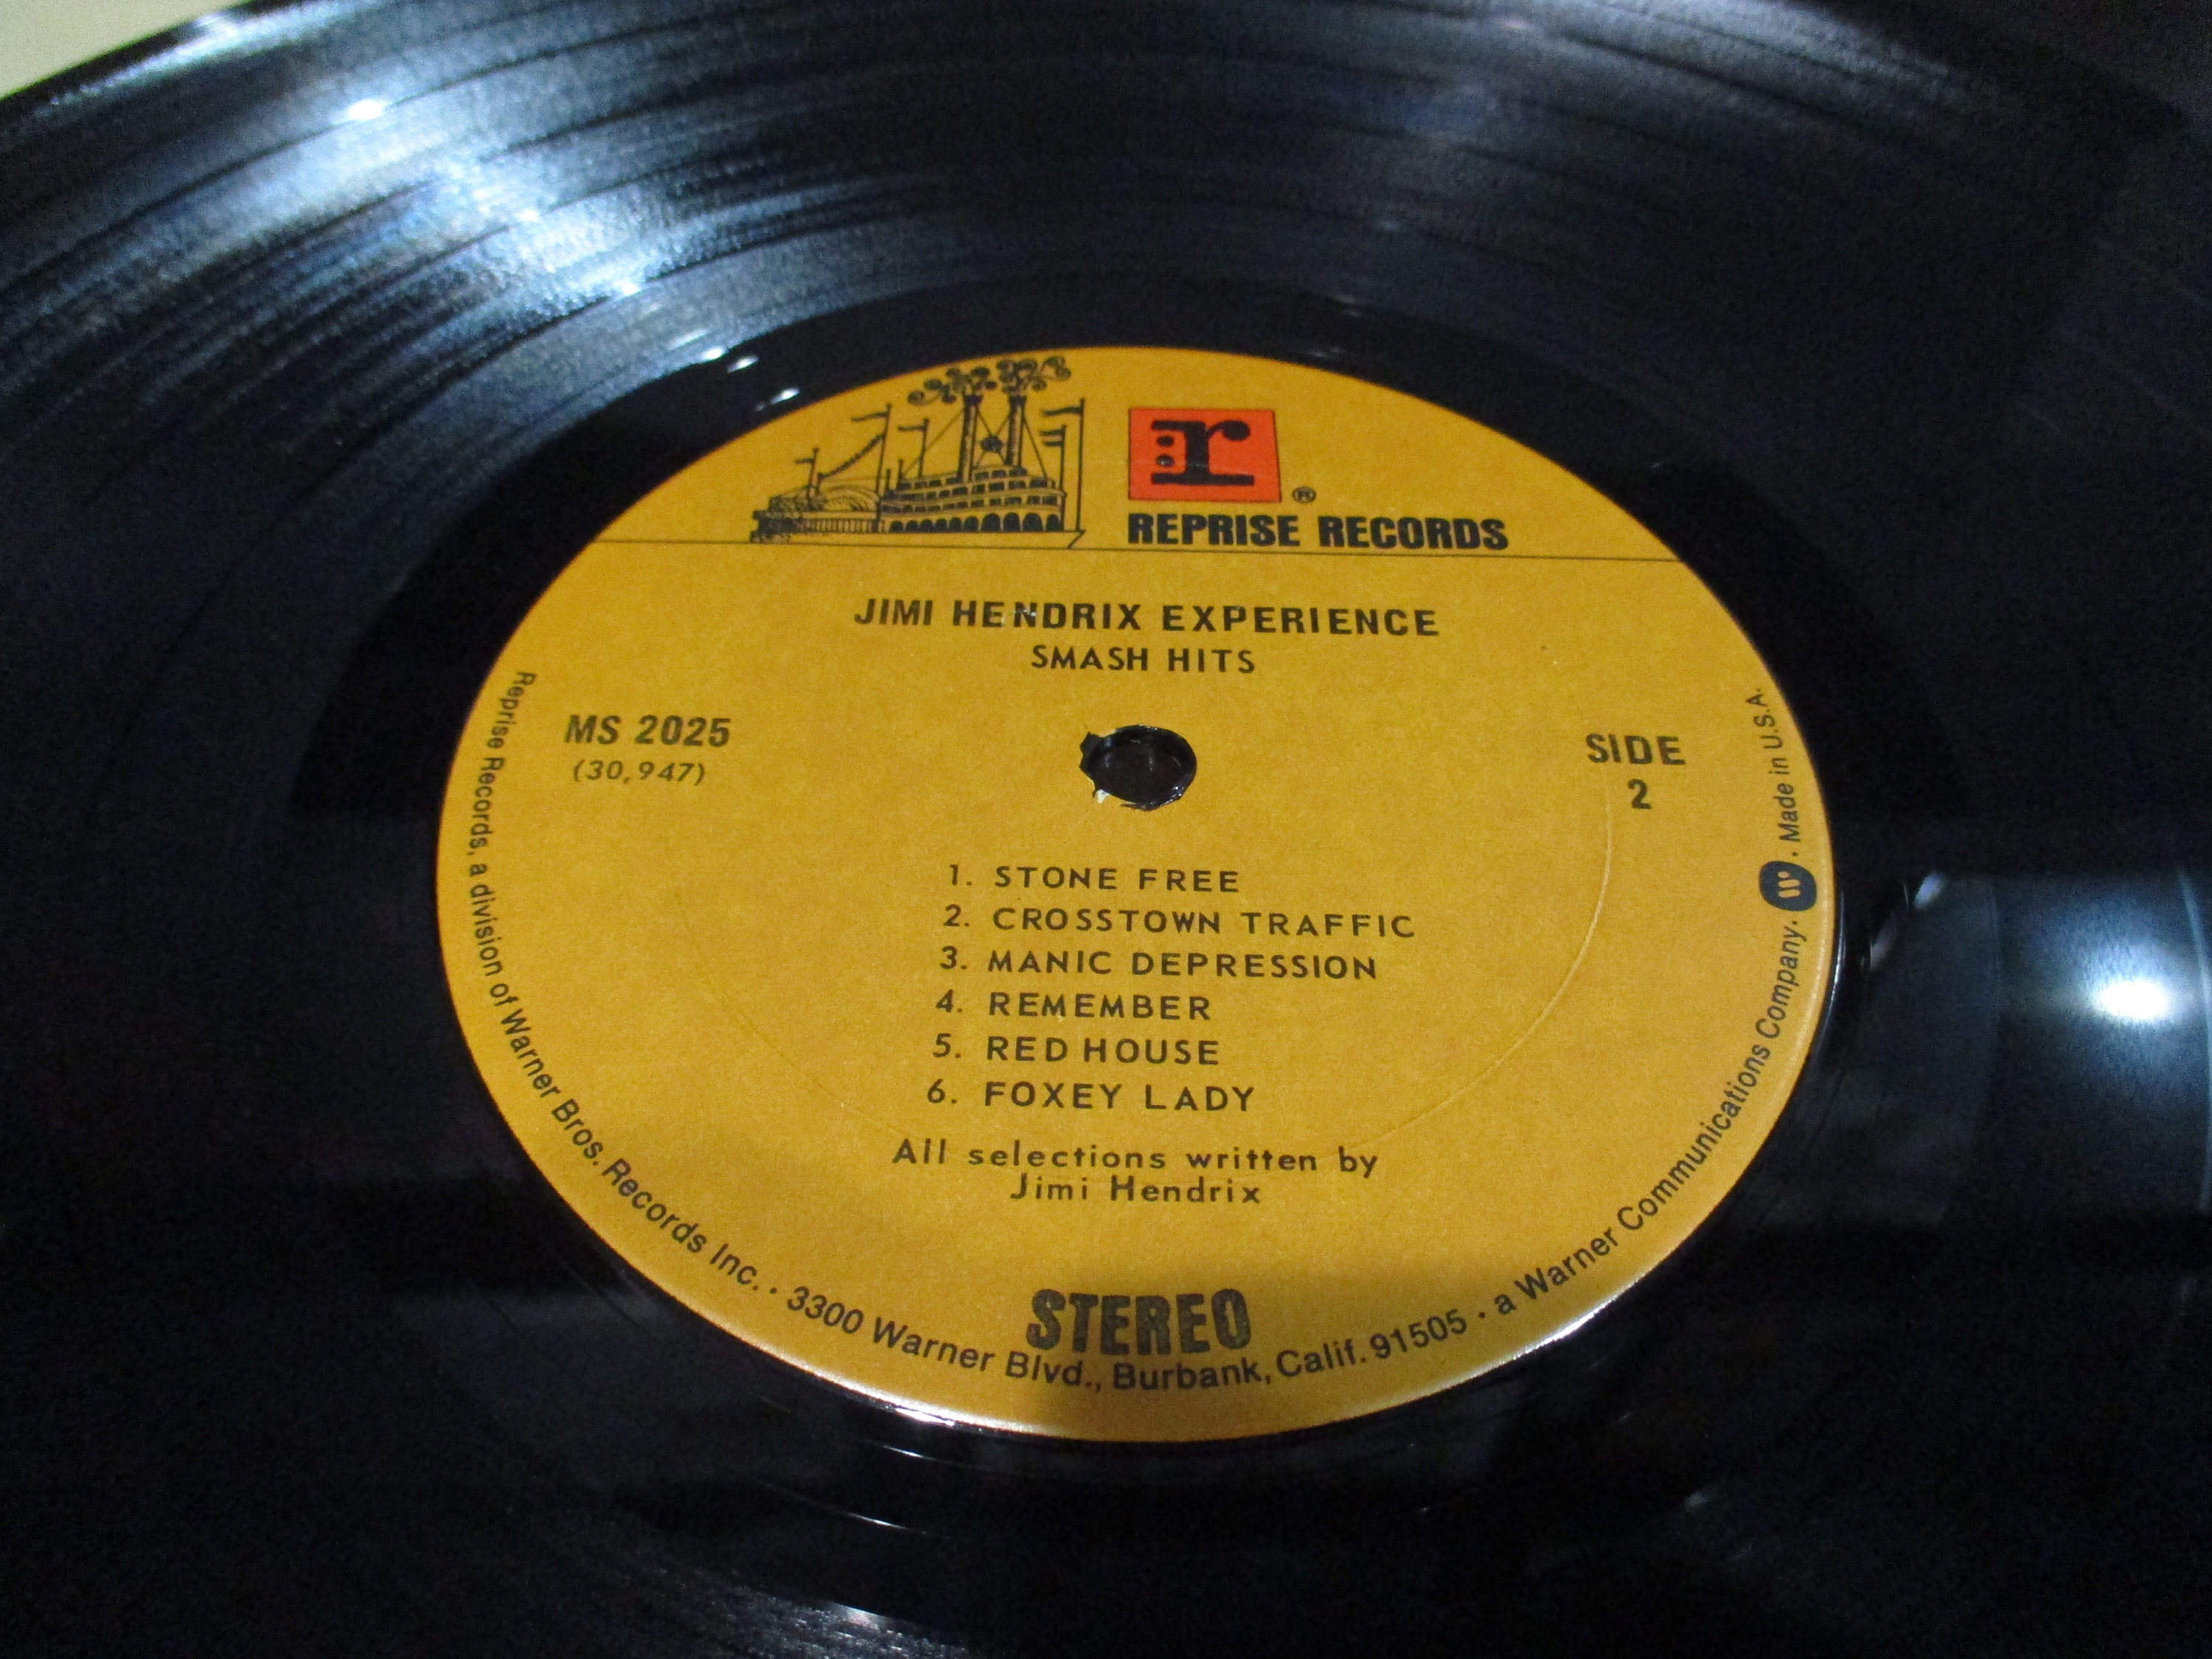 r ®
REPRISE RECORDS
JIMI HENDRIX EXPERIENCE
SMASH HITS
MS 2025
(30,947)
SIDE
2
1. STONE FREE
2. CROSSTOWN TRAFFIC
3. MANIC DEPRESSION
4. REMEMBER
5. RED HOUSE
6. FOXEY LADY
All selections written by
Jimi Hendrix
STEREO
Reprise Records, a division of Warner Bros. Records Inc. · 3300 Warner Blvd., Burbank, Calif. 91505 · a Warner Communications Company. W · Made in U.S.A.